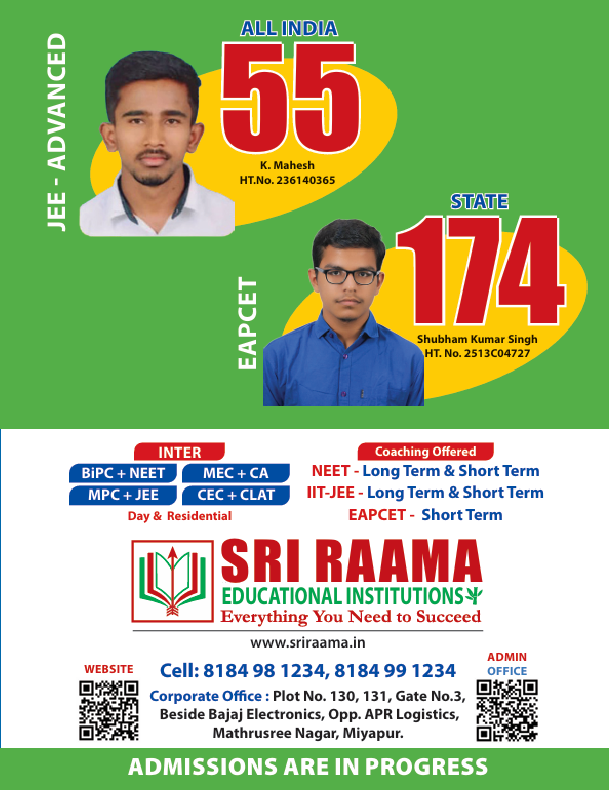 JEE - ADVANCED
ALL INDIA
55
K. Mahesh
HT.No. 236140365
EAPCET
STATE
174
Shubham Kumar Singh
HT. No. 2513C04727
INTER
BiPC + NEET
MEC + CA
MPC + JEE
CEC + CLAT
Day & Residential
Coaching Offered
NEET - Long Term & Short Term
IIT-JEE - Long Term & Short Term
EAPCET - Short Term
SRI RAAMA
EDUCATIONAL INSTITUTIONS
Everything You Need to Succeed
www.sriraama.in
WEBSITE
Cell: 8184 98 1234, 8184 99 1234
Corporate Office : Plot No. 130, 131, Gate No.3,
Beside Bajaj Electronics, Opp. APR Logistics,
Mathrusree Nagar, Miyapur.
ADMIN
OFFICE
ADMISSIONS ARE IN PROGRESS